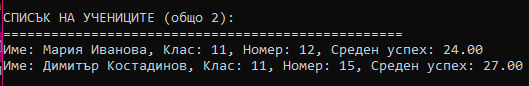 СПИСЪК НА УЧЕНИЦИТЕ (общо 2):
==================================================
Име: Мария Иванова, Клас: 11, Номер: 12, Среден успех: 24.00
Име: Димитър Костадинов, Клас: 11, Номер: 15, Среден успех: 27.00